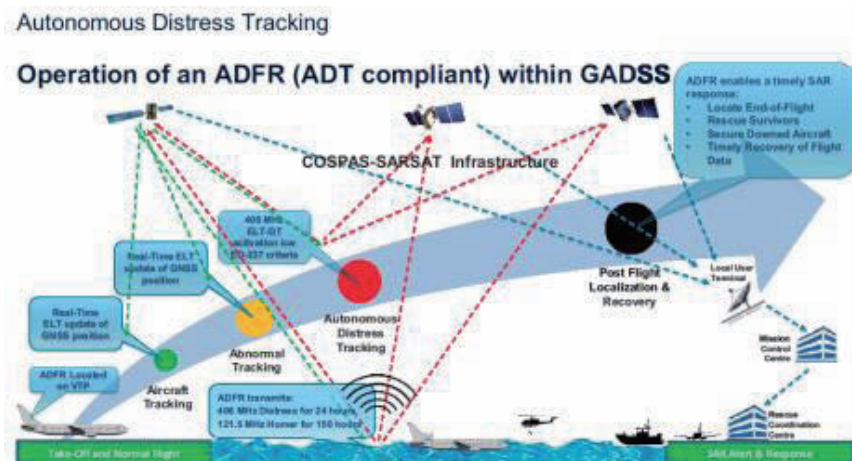 Autonomous Distress Tracking
Operation of an ADFR (ADT compliant) within GADSS
ADFR enables a timely SAR
response:
• Locate End-of-Flight
• Rescue Survivors
• Secure Downed Aircraft
• Timely Recovery of Flight
Data
COSPAS-SARSAT Infrastructure
406 MHz
ELT-DT
activation
criteria
Real-Time ELT
update of GNSS
position
Real-Time
ELT update of
GNSS position
ADFR Located
on VTP
Aircraft
Tracking
Abnormal
Tracking
Autonomous
Distress
Tracking
Post Flight
Localization &
Recovery
Local User
Terminal
Mission
Control
Centre
Rescue
Coordination
Centre
ADFR transmits:
406 MHz Distress for 24 hours
121.5 MHz Homer for 150 hours
Take-Off and Normal Flight
SAR Alert & Response